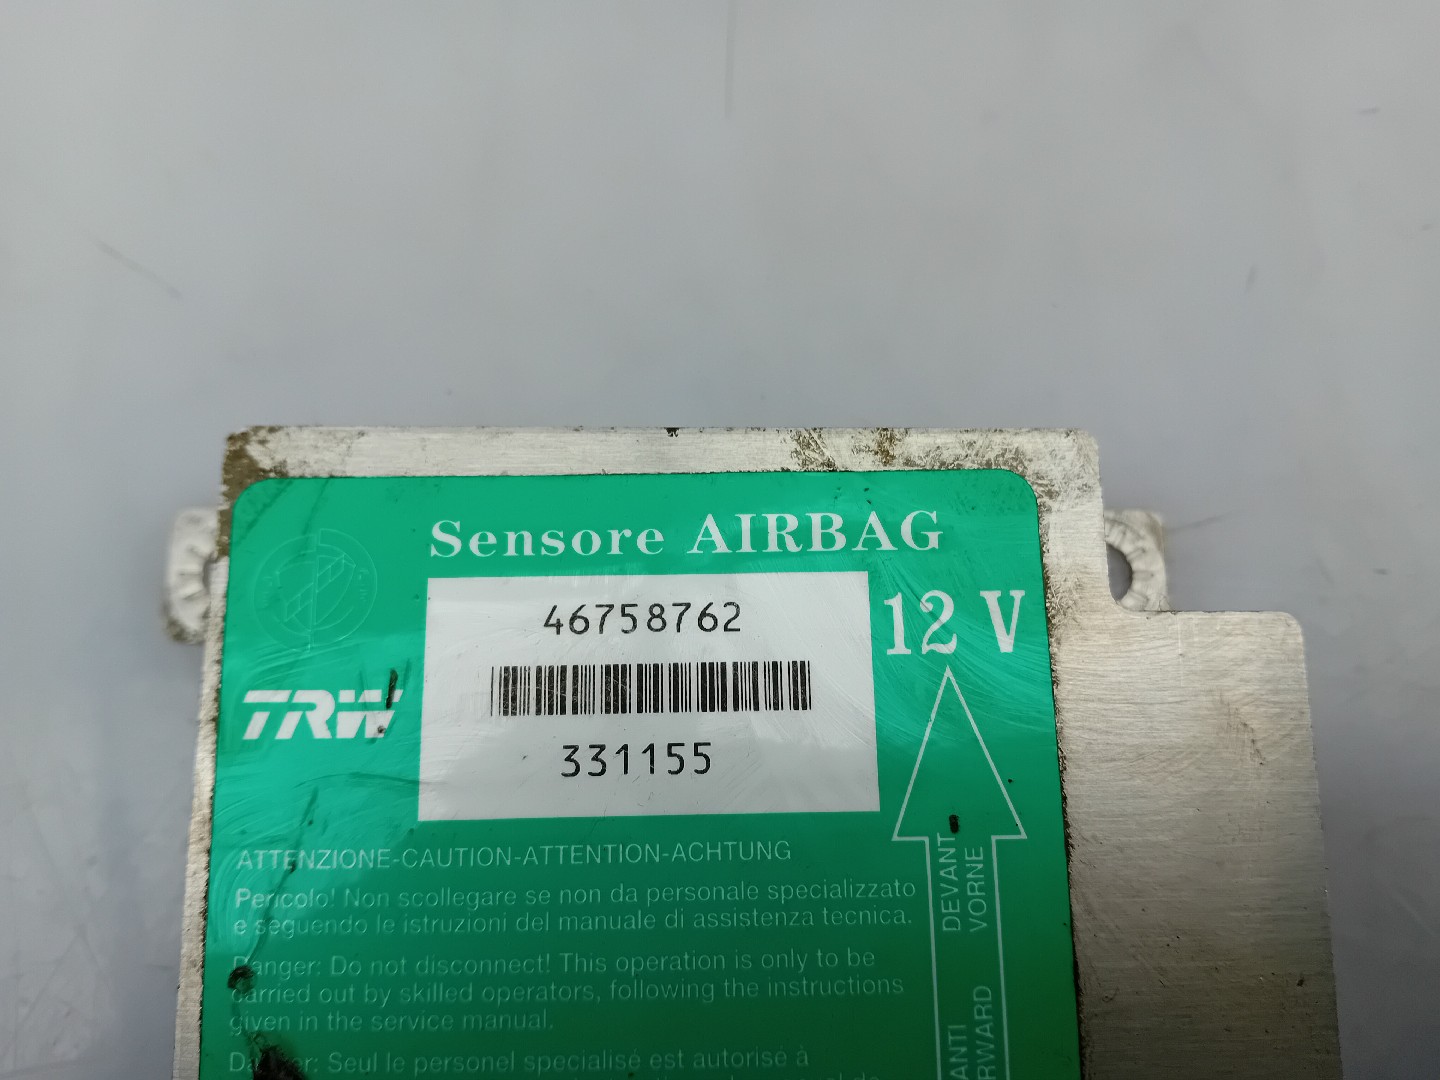 Sensore AIRBAG
46758762
12 V
TRW
331155
ATTENZIONE-CAUTION-ATTENTION-ACHTUNG
Pericolo! Non scollegare se non da personale specializzato
e seguendo le istruzioni del manuale di assistenza tecnica.
Danger: Do not disconnect! This operation is only to be
carried out by skilled operators, following the instructions
given in the service manual.
Danger: Seul le personel specialisé est autorisé à
DEVANT
VORNE